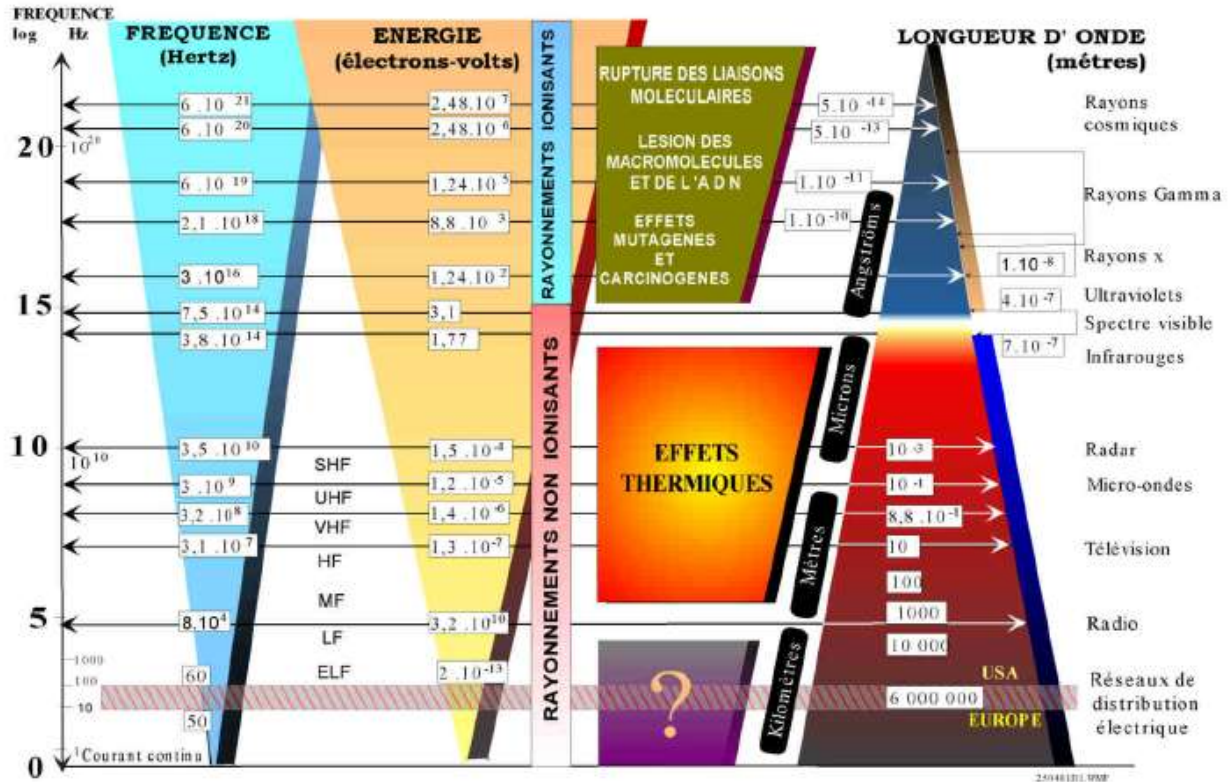 FREQUENCE
log Hz
FREQUENCE
(Hertz)
ENERGIE
(électrons-volts)
LONGUEUR D' ONDE
(métres)
RAYONNEMENTS IONISANTS
RUPTURE DES LIAISONS
MOLECULAIRES
LESION DES
MACROMOLECULES
ET DE L'A D N
EFFETS
MUTAGENES
ET
CARCINOGENES
6 . 10 21
2,48.10 7
5.10 -14
Rayons
cosmiques
6 . 10 20
2,48.10 6
5.10 -13
20
10 20
6 .10 19
1,24.10 5
1.10 -11
Rayons Gamma
2,1 .10 18
8,8 .10 3
1.10 -10
Angströms
3 .10 16
1,24.10 2
Rayons x
1.10 -8
15
7,5 .10 14
3,1
4.10 -7
Ultraviolets
Spectre visible
3,8 .10 14
1,77
7.10 -7
Infrarouges
RAYONNEMENTS NON IONISANTS
Microns
EFFETS
THERMIQUES
10
10 10
3,5 .10 10
1,5 .10 -4
10 -3
Radar
SHF
3 .10 9
1,2 .10 -5
10 -1
Micro-ondes
UHF
3,2 .10 8
1,4 .10 -6
8,8 .10 -1
VHF
3,1 .10 7
1,3 .10 -7
10
Télévision
HF
Mètres
100
MF
1000
5
8.10 4
3,2 .10 10
Radio
LF
10 000
1000
100
10
60
ELF
2 .10 -13
?
Kilomètres
USA
6 000 000
EUROPE
Réseaux de
distribution
électrique
50
0
1 Courant continu